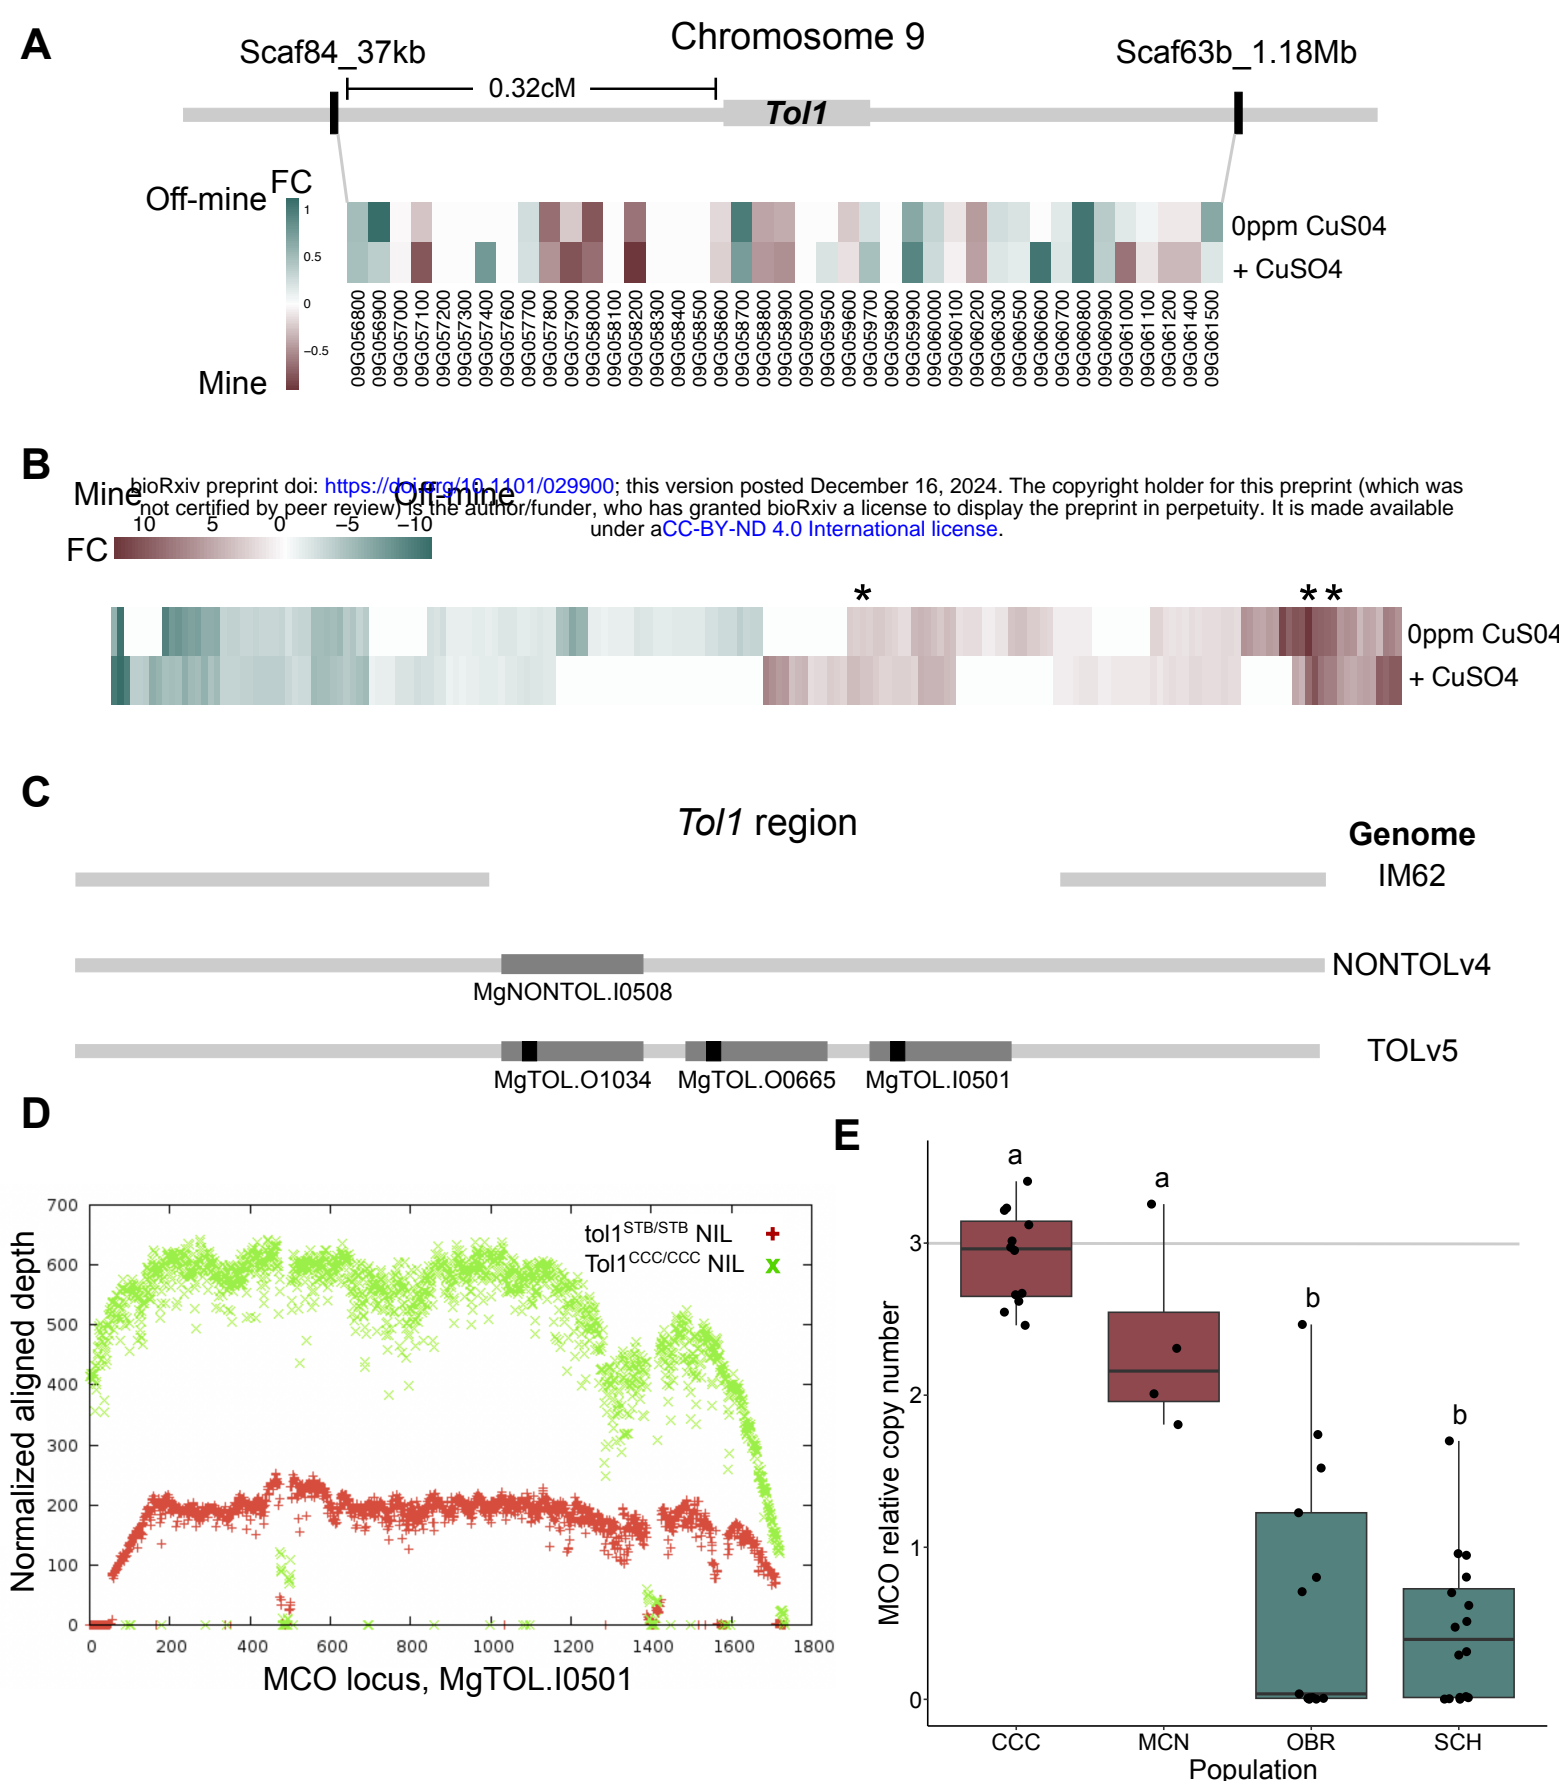 A
Chromosome 9
Scaf84_37kb
Scaf63b_1.18Mb
0.32cM
Tol1
FC
Off-mine
Mine
1
0.5
0
−0.5
0ppm CuS04
+ CuSO4
09G056800
09G056900
09G057000
09G057100
09G057200
09G057300
09G057400
09G057600
09G057700
09G057800
09G057900
09G058000
09G058100
09G058200
09G058300
09G058400
09G058500
09G058600
09G058700
09G058800
09G058900
09G059000
09G059500
09G059600
09G059700
09G059800
09G059900
09G060000
09G060100
09G060200
09G060300
09G060500
09G060600
09G060700
09G060800
09G060900
09G061000
09G061100
09G061200
09G061400
09G061500
B
Mine
Off-mine
bioRxiv preprint doi: https://doi.org/10.1101/029900; this version posted December 16, 2024. The copyright holder for this preprint (which was
not certified by peer review) is the author/funder, who has granted bioRxiv a license to display the preprint in perpetuity. It is made available
under aCC-BY-ND 4.0 International license.
10 5 0 −5 −10
FC
* * *
0ppm CuS04
+ CuSO4
C
Tol1 region
Genome
IM62
NONTOLv4
MgNONTOL.I0508
TOLv5
MgTOL.O1034 MgTOL.O0665 MgTOL.I0501
D
Normalized aligned depth
700
600
500
400
300
200
100
0
tol1STB/STB NIL +
Tol1CCC/CCC NIL x
0 200 400 600 800 1000 1200 1400 1600 1800
MCO locus, MgTOL.I0501
E
MCO relative copy number
3
2
1
0
a
a
b
b
CCC MCN OBR SCH
Population